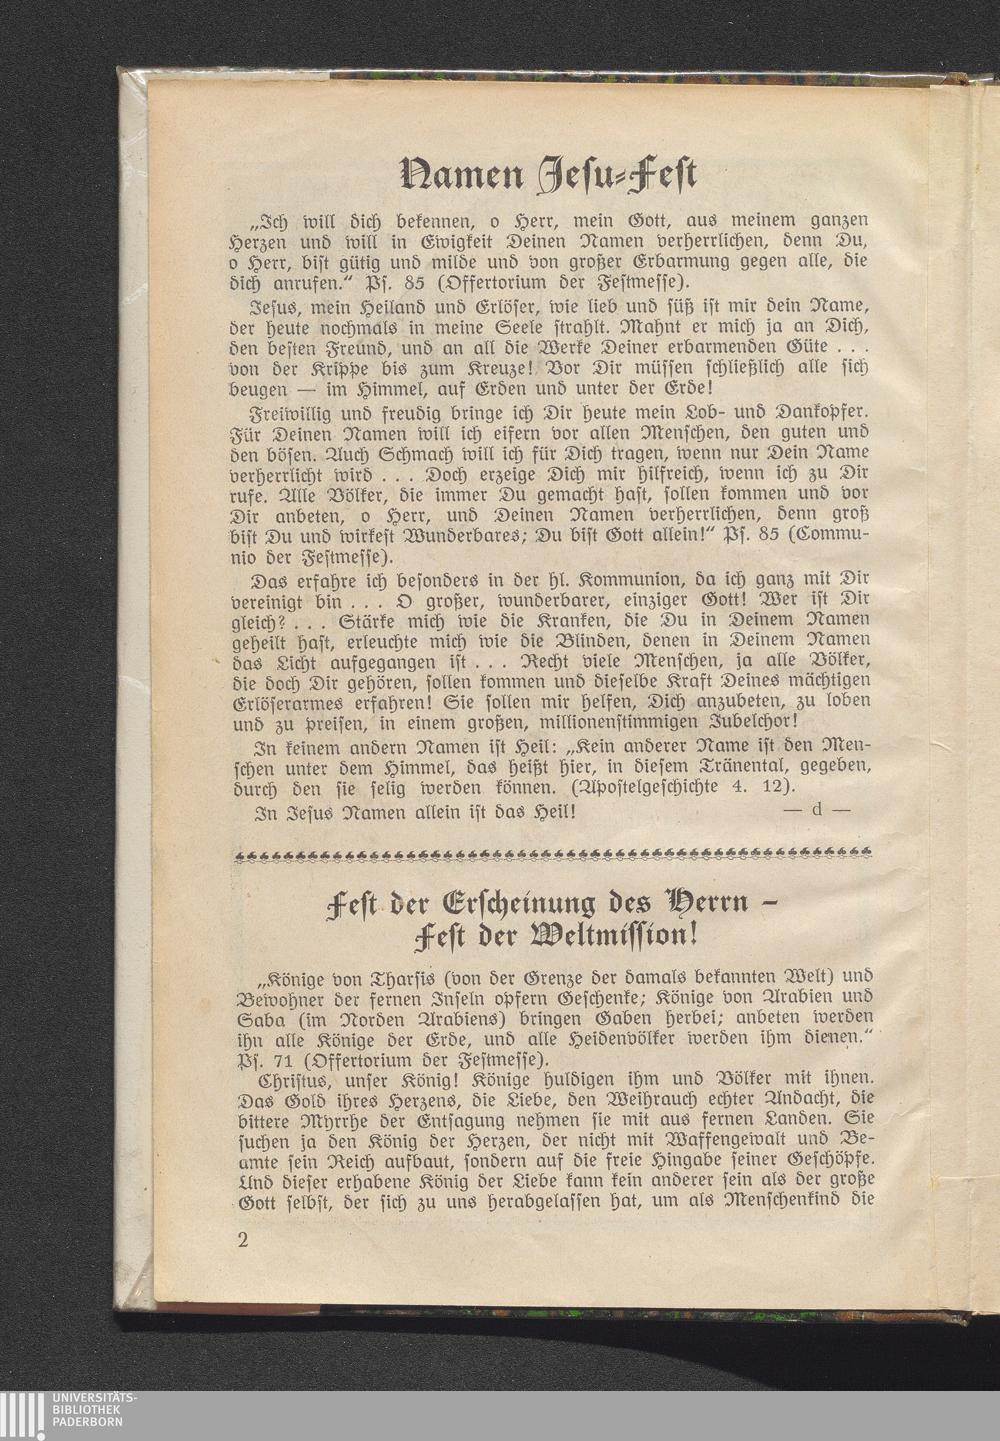 Namen Jesu-Fest
„Ich will dich bekennen, o Herr, mein Gott, aus meinem ganzen
Herzen und will in Ewigkeit Deinen Namen verherrlichen, denn Du,
o Herr, bist gütig und milde und von großer Erbarmung gegen alle, die
dich anrufen.“ Ps. 85 (Offertorium der Festmesse).
Jesus, mein Heiland und Erlöser, wie lieb und süß ist mir dein Name,
der heute nochmals in meine Seele strahlt. Mahnt er mich ja an Dich,
den besten Freund, und an all die Werke Deiner erbarmenden Güte . . .
von der Krippe bis zum Kreuze! Vor Dir müssen schließlich alle sich
beugen — im Himmel, auf Erden und unter der Erde!
Freiwillig und freudig bringe ich Dir heute mein Lob- und Dankopfer.
Für Deinen Namen will ich eifern vor allen Menschen, den guten und
den bösen. Auch Schmach will ich für Dich tragen, wenn nur Dein Name
verherrlicht wird . . . Doch erzeige Dich mir hilfreich, wenn ich zu Dir
rufe. Alle Völker, die immer Du gemacht hast, sollen kommen und vor
Dir anbeten, o Herr, und Deinen Namen verherrlichen, denn groß
bist Du und wirkest Wunderbares; Du bist Gott allein!“ Ps. 85 (Commu-
nio der Festmesse).
Das erfahre ich besonders in der hl. Kommunion, da ich ganz mit Dir
vereinigt bin . . . O großer, wunderbarer, einziger Gott! Wer ist Dir
gleich? . . . Stärke mich wie die Kranken, die Du in Deinem Namen
geheilt hast, erleuchte mich wie die Blinden, denen in Deinem Namen
das Licht aufgegangen ist . . . Recht viele Menschen, ja alle Völker,
die doch Dir gehören, sollen kommen und dieselbe Kraft Deines mächtigen
Erlöserarmes erfahren! Sie sollen mir helfen, Dich anzubeten, zu loben
und zu preisen, in einem großen, millionenstimmigen Jubelchor!
In keinem andern Namen ist Heil: „Kein anderer Name ist den Men-
schen unter dem Himmel, das heißt hier, in diesem Tränental, gegeben,
durch den sie selig werden können. (Apostelgeschichte 4. 12).
In Jesus Namen allein ist das Heil! — d —
Fest der Erscheinung des Herrn –
Fest der Weltmission!
„Könige von Tharsis (von der Grenze der damals bekannten Welt) und
Bewohner der fernen Inseln opfern Geschenke; Könige von Arabien und
Saba (im Norden Arabiens) bringen Gaben herbei; anbeten werden
ihn alle Könige der Erde, und alle Heidenvölker werden ihm dienen.“
Ps. 71 (Offertorium der Festmesse).
Christus, unser König! Könige huldigen ihm und Völker mit ihnen.
Das Gold ihres Herzens, die Liebe, den Weihrauch echter Andacht, die
bittere Myrrhe der Entsagung nehmen sie mit aus fernen Landen. Sie
suchen ja den König der Herzen, der nicht mit Waffengewalt und Be-
amte sein Reich aufbaut, sondern auf die freie Hingabe seiner Geschöpfe.
Und dieser erhabene König der Liebe kann kein anderer sein als der große
Gott selbst, der sich zu uns herabgelassen hat, um als Menschenkind die
2
UNIVERSITÄTS-
BIBLIOTHEK
PADERBORN